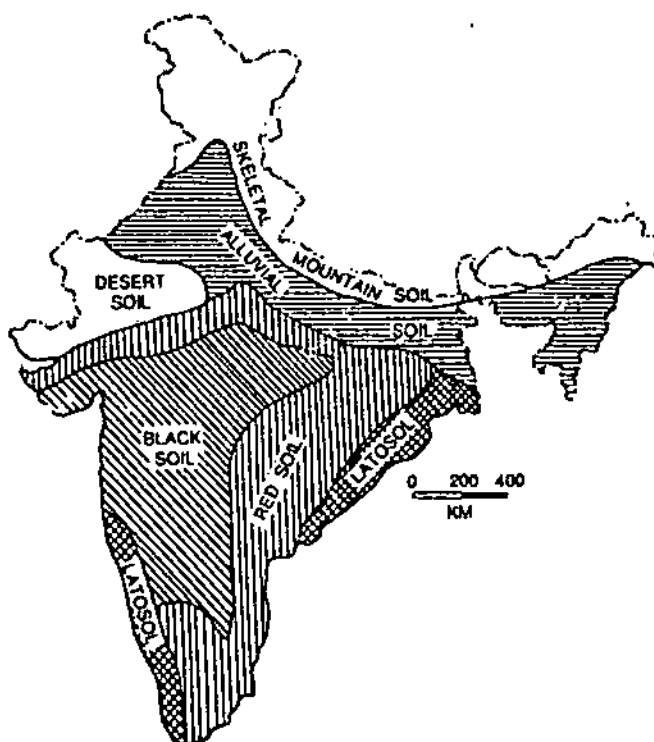 SKELETAL
MOUNTAIN SOIL
ALLUVIAL
SOIL
DESERT
SOIL
BLACK
SOIL
RED SOIL
LATOSOL
LATOSOL
0 200 400
KM